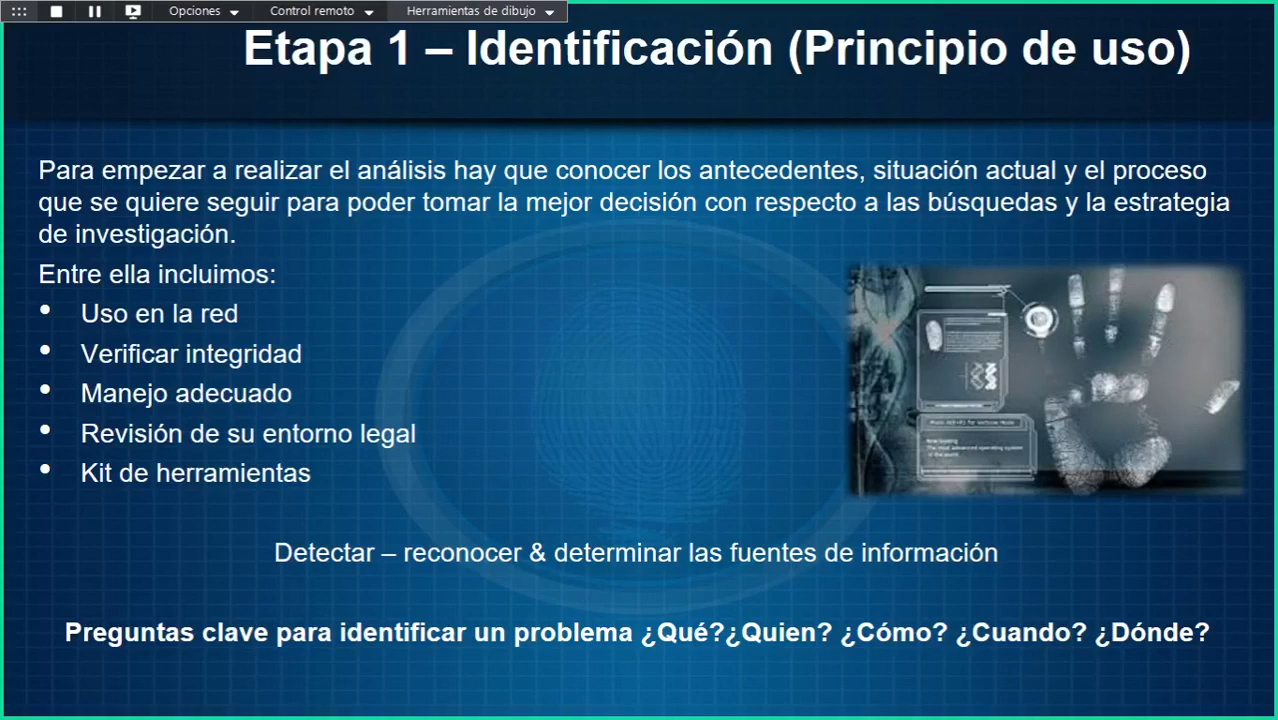 Opciones Control remoto Herramientas de dibujo
Etapa 1 – Identificación (Principio de uso)
Para empezar a realizar el análisis hay que conocer los antecedentes, situación actual y el proceso
que se quiere seguir para poder tomar la mejor decisión con respecto a las búsquedas y la estrategia
de investigación.
Entre ella incluimos:
• Uso en la red
• Verificar integridad
• Manejo adecuado
• Revisión de su entorno legal
• Kit de herramientas
Detectar – reconocer & determinar las fuentes de información
Preguntas clave para identificar un problema ¿Qué?¿Quien? ¿Cómo? ¿Cuando? ¿Dónde?